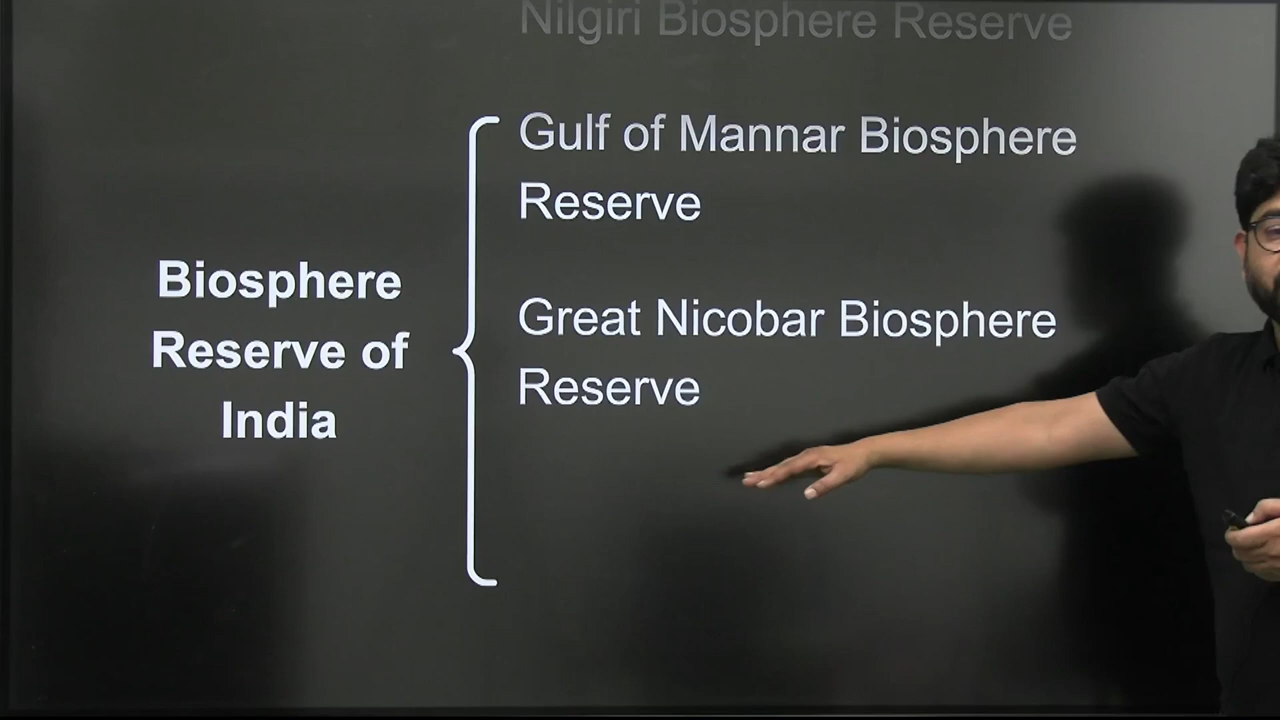 Nilgiri Biosphere Reserve
Gulf of Mannar Biosphere
Reserve
Biosphere
Reserve of
India
Great Nicobar Biosphere
Reserve